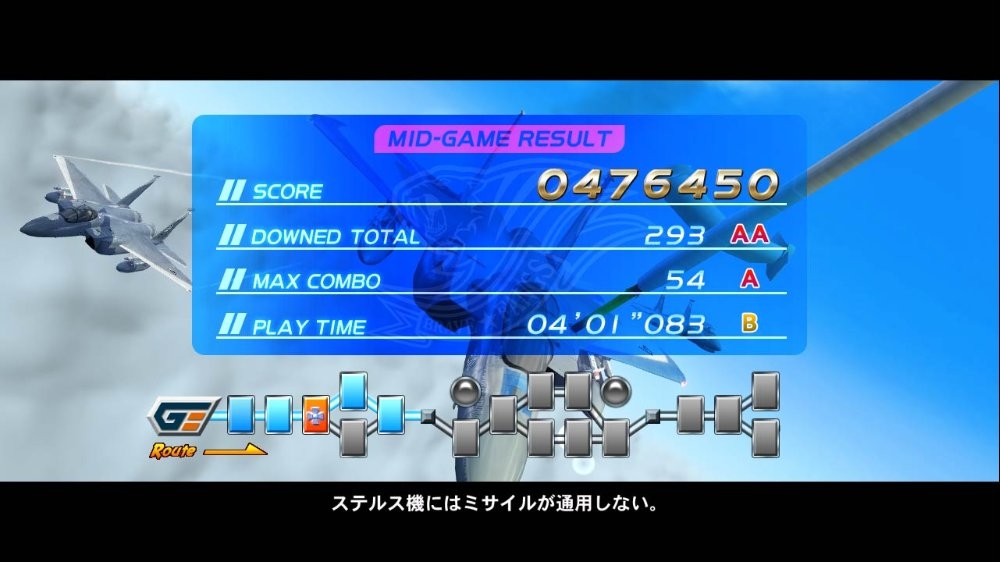 MID-GAME RESULT
SCORE 0476450
DOWNED TOTAL 293 AA
MAX COMBO 54 A
PLAY TIME 04'01"083 B
GE
Route
ステルス機にはミサイルが通用しない。